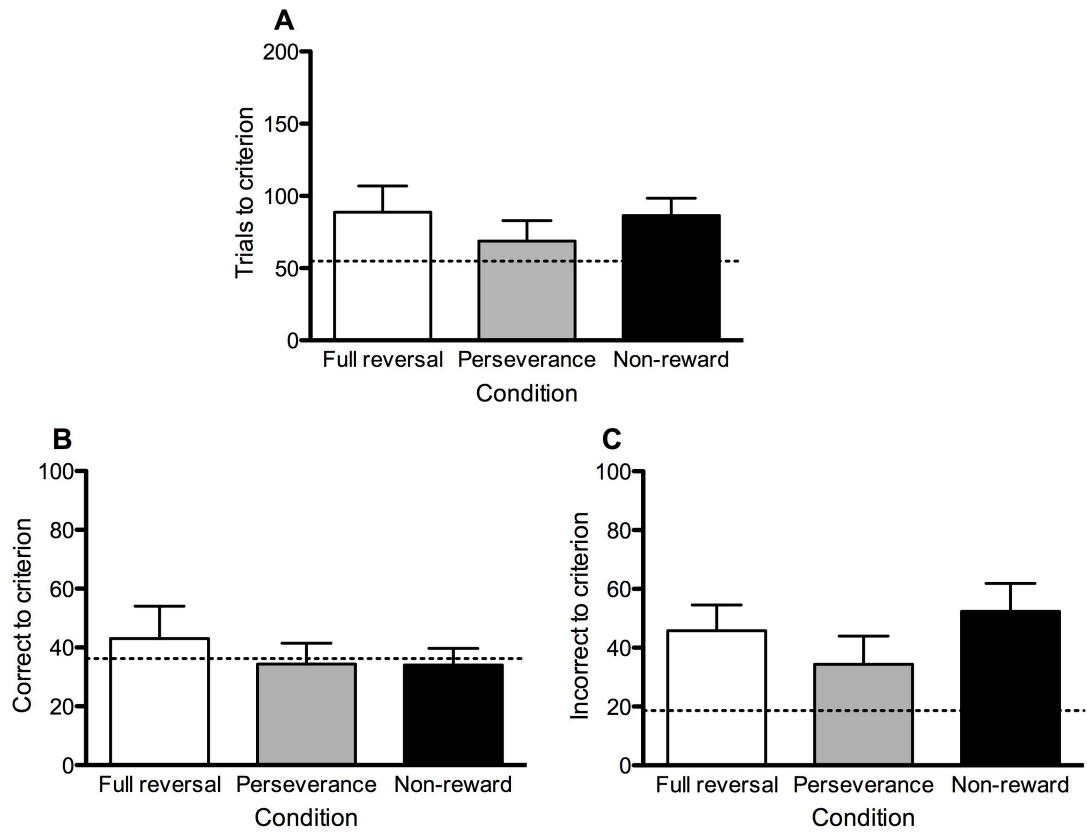 A
200
150
100
50
0
Trials to criterion
Full reversal Perseverance Non-reward
Condition
B
100
80
60
40
20
0
Correct to criterion
Full reversal Perseverance Non-reward
Condition
C
100
80
60
40
20
0
Incorrect to criterion
Full reversal Perseverance Non-reward
Condition